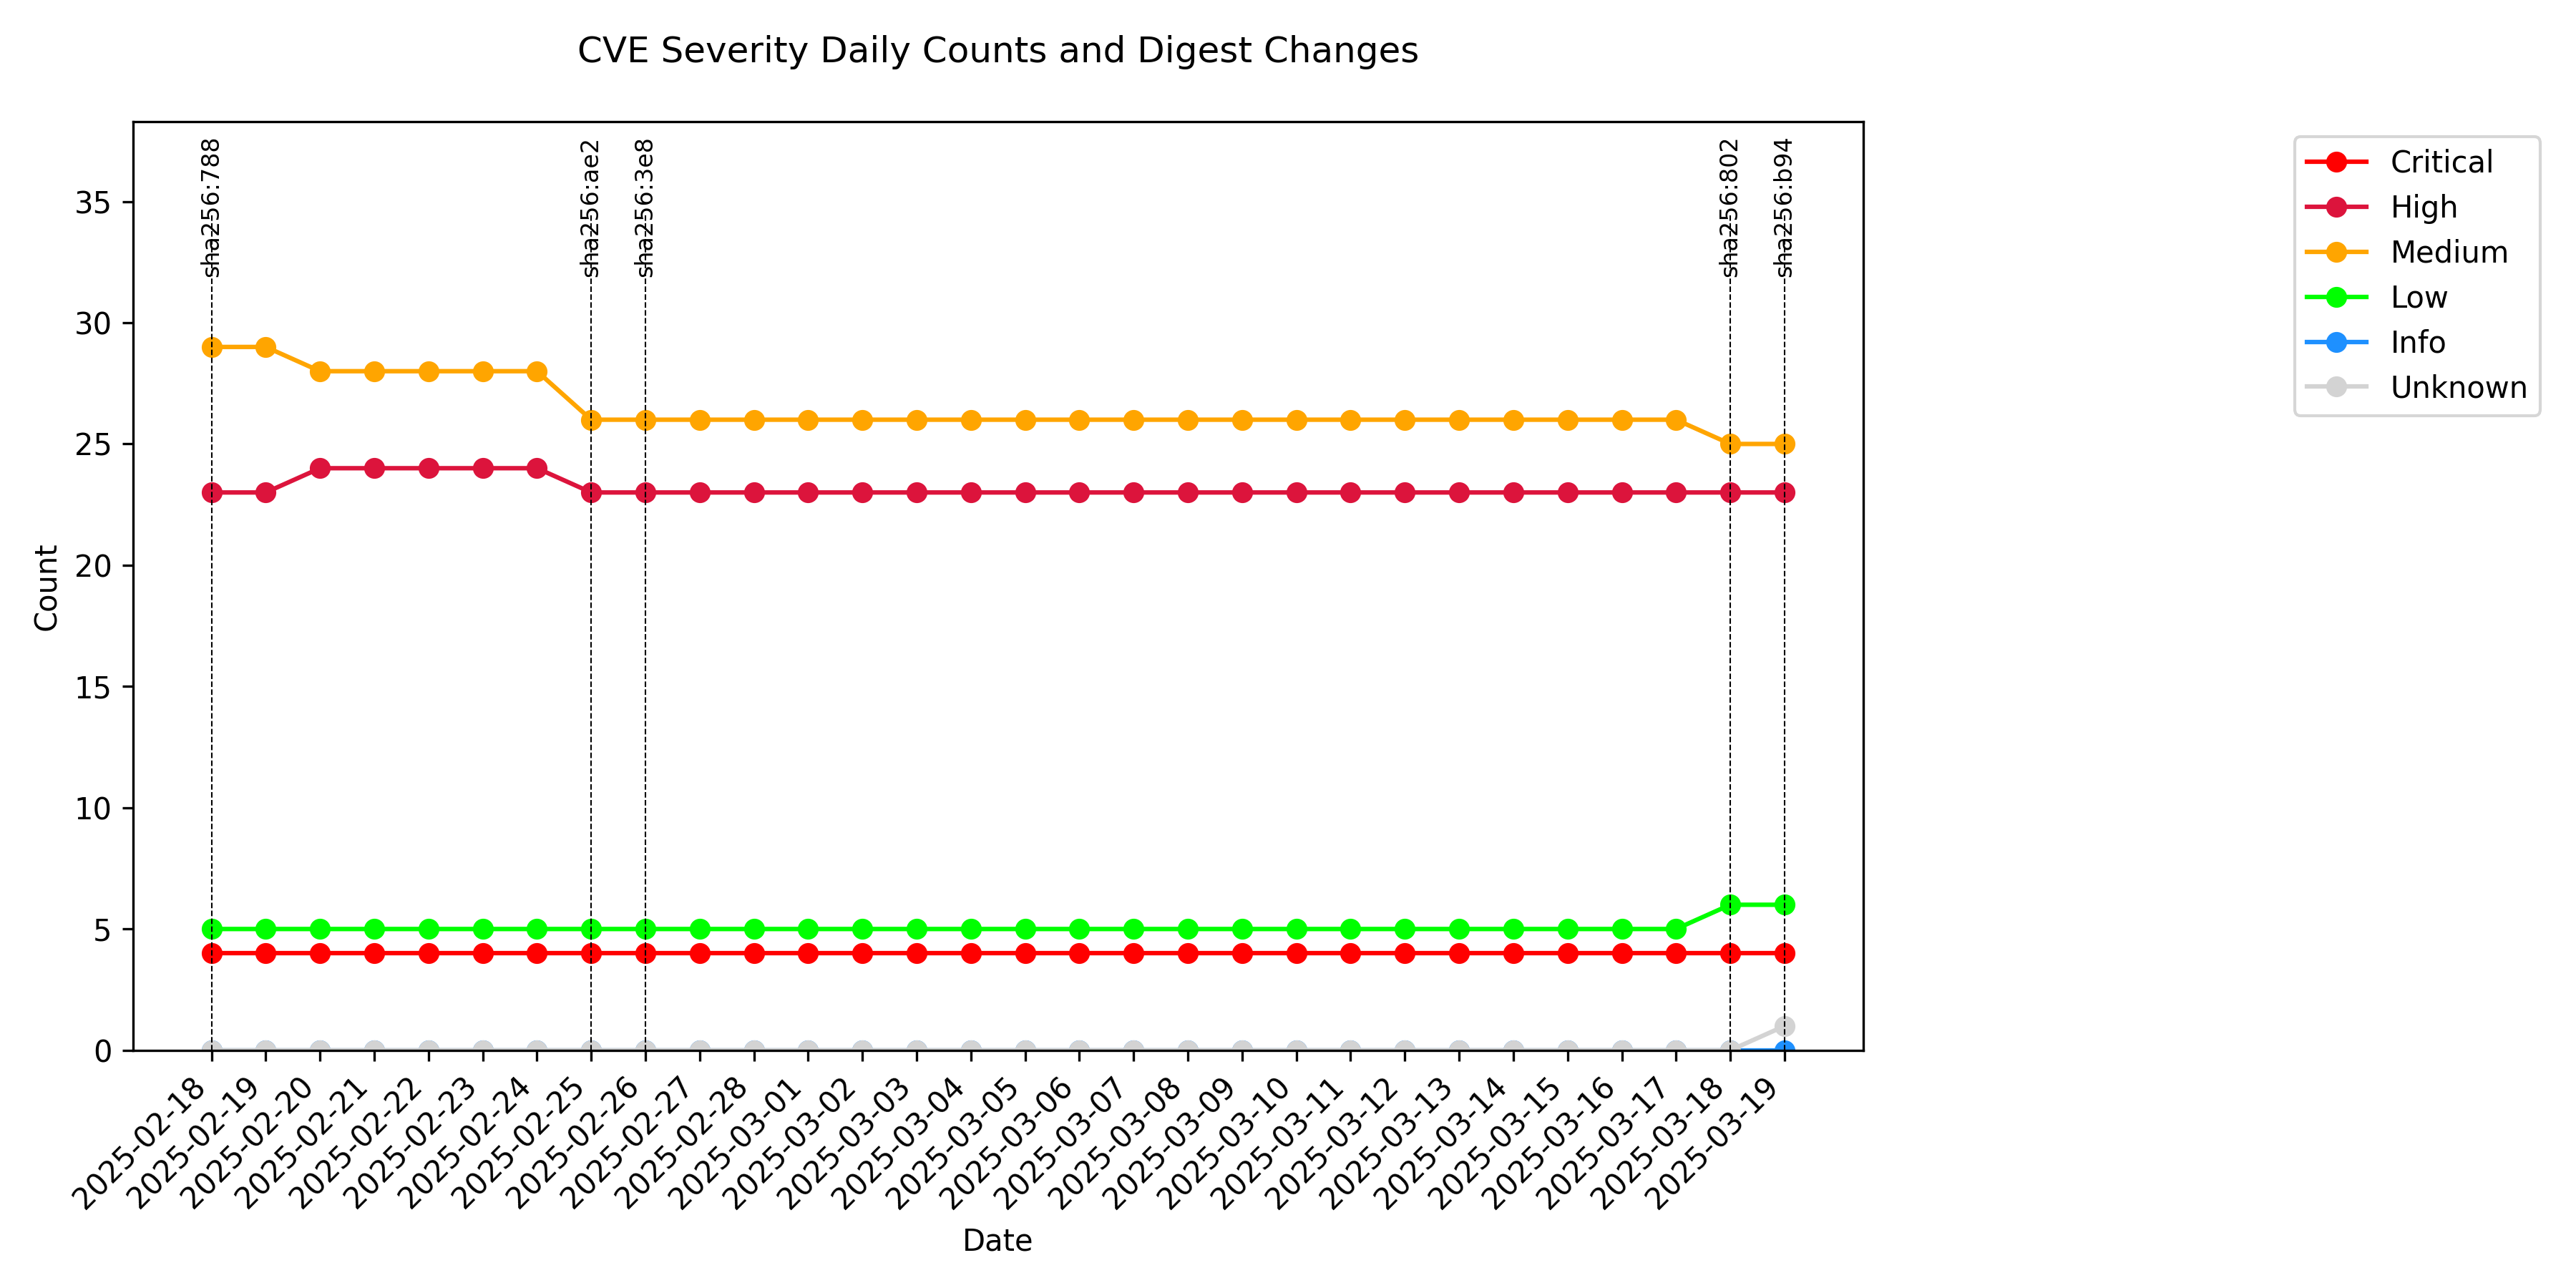 CVE Severity Daily Counts and Digest Changes
sha256:788
sha256:ae2
sha256:3e8
sha256:802
sha256:b94
Critical
High
Medium
Low
Info
Unknown
Count
35
30
25
20
15
10
5
0
2025-02-18
2025-02-19
2025-02-20
2025-02-21
2025-02-22
2025-02-23
2025-02-24
2025-02-25
2025-02-26
2025-02-27
2025-02-28
2025-03-01
2025-03-02
2025-03-03
2025-03-04
2025-03-05
2025-03-06
2025-03-07
2025-03-08
2025-03-09
2025-03-10
2025-03-11
2025-03-12
2025-03-13
2025-03-14
2025-03-15
2025-03-16
2025-03-17
2025-03-18
2025-03-19
Date